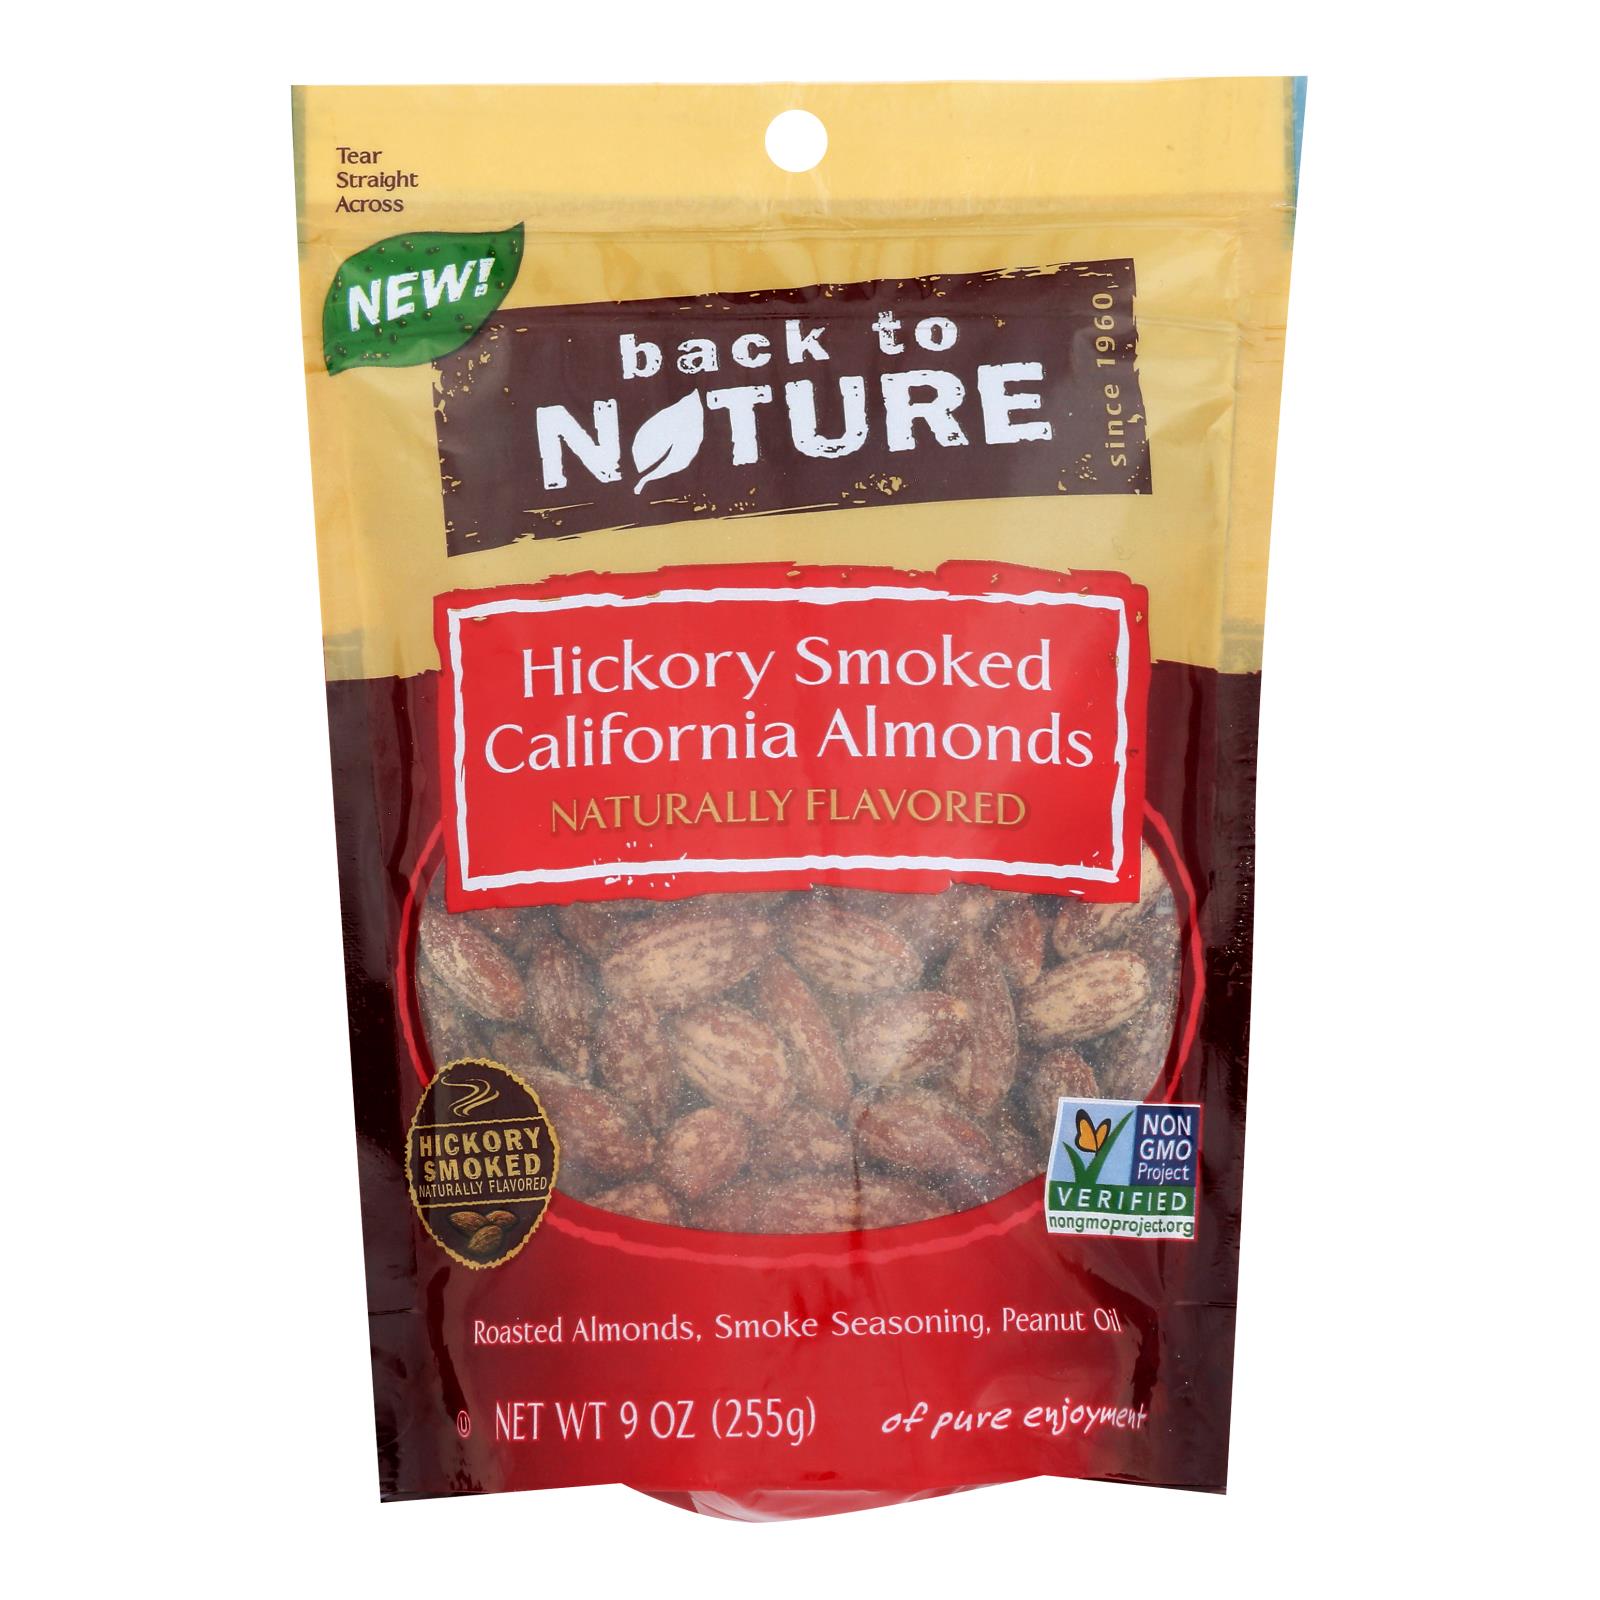 Tear
Straight
Across
NEW!
back to
NATURE
since 1960
Hickory Smoked
California Almonds
NATURALLY FLAVORED
HICKORY
SMOKED
NATURALLY FLAVORED
NON
GMO
Project
VERIFIED
nongmoproject.org
Roasted Almonds, Smoke Seasoning, Peanut Oil
U NET WT 9 OZ (255g) of pure enjoyment